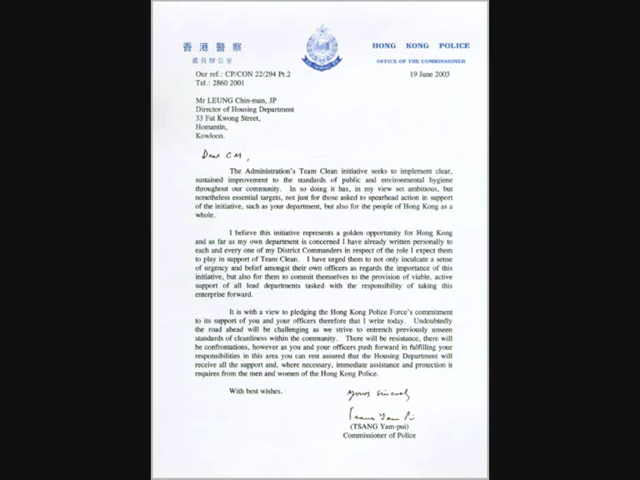 香港警察
處長辦公室
HONG KONG POLICE
OFFICE OF THE COMMISSIONER
Our ref.: CP/CON 22/294 Pt.2
Tel.: 2860 2001
19 June 2003
Mr LEUNG Chin-man, JP
Director of Housing Department
33 Fat Kwong Street,
Homantin,
Kowloon.
Dear CM,
The Administration's Team Clean initiative seeks to implement clear,
sustained improvement to the standards of public and environmental hygiene
throughout our community. In so doing it has, in my view set ambitious, but
nonetheless essential targets, not just for those asked to spearhead action in support
of the initiative, such as your department, but also for the people of Hong Kong as a
whole.
I believe this initiative represents a golden opportunity for Hong Kong
and as far as my own department is concerned I have already written personally to
each and every one of my District Commanders in respect of the role I expect them
to play in support of Team Clean. I have urged them to not only inculcate a sense
of urgency and belief amongst their own officers as regards the importance of this
initiative, but also for them to commit themselves to the provision of viable, active
support of all lead departments tasked with the responsibility of taking this
enterprise forward.
It is with a view to pledging the Hong Kong Police Force's commitment
to its support of you and your officers therefore that I write today. Undoubtedly
the road ahead will be challenging as we strive to entrench previously unseen
standards of cleanliness within the community. There will be resistance, there will
be confrontations, however as you and your officers push forward in fulfilling your
responsibilities in this area you can rest assured that the Housing Department will
receive all the support and, where necessary, immediate assistance and protection it
requires from the men and women of the Hong Kong Police.
With best wishes.
Yours sincerely
Tsang Yam Pui
(TSANG Yam-pui)
Commissioner of Police